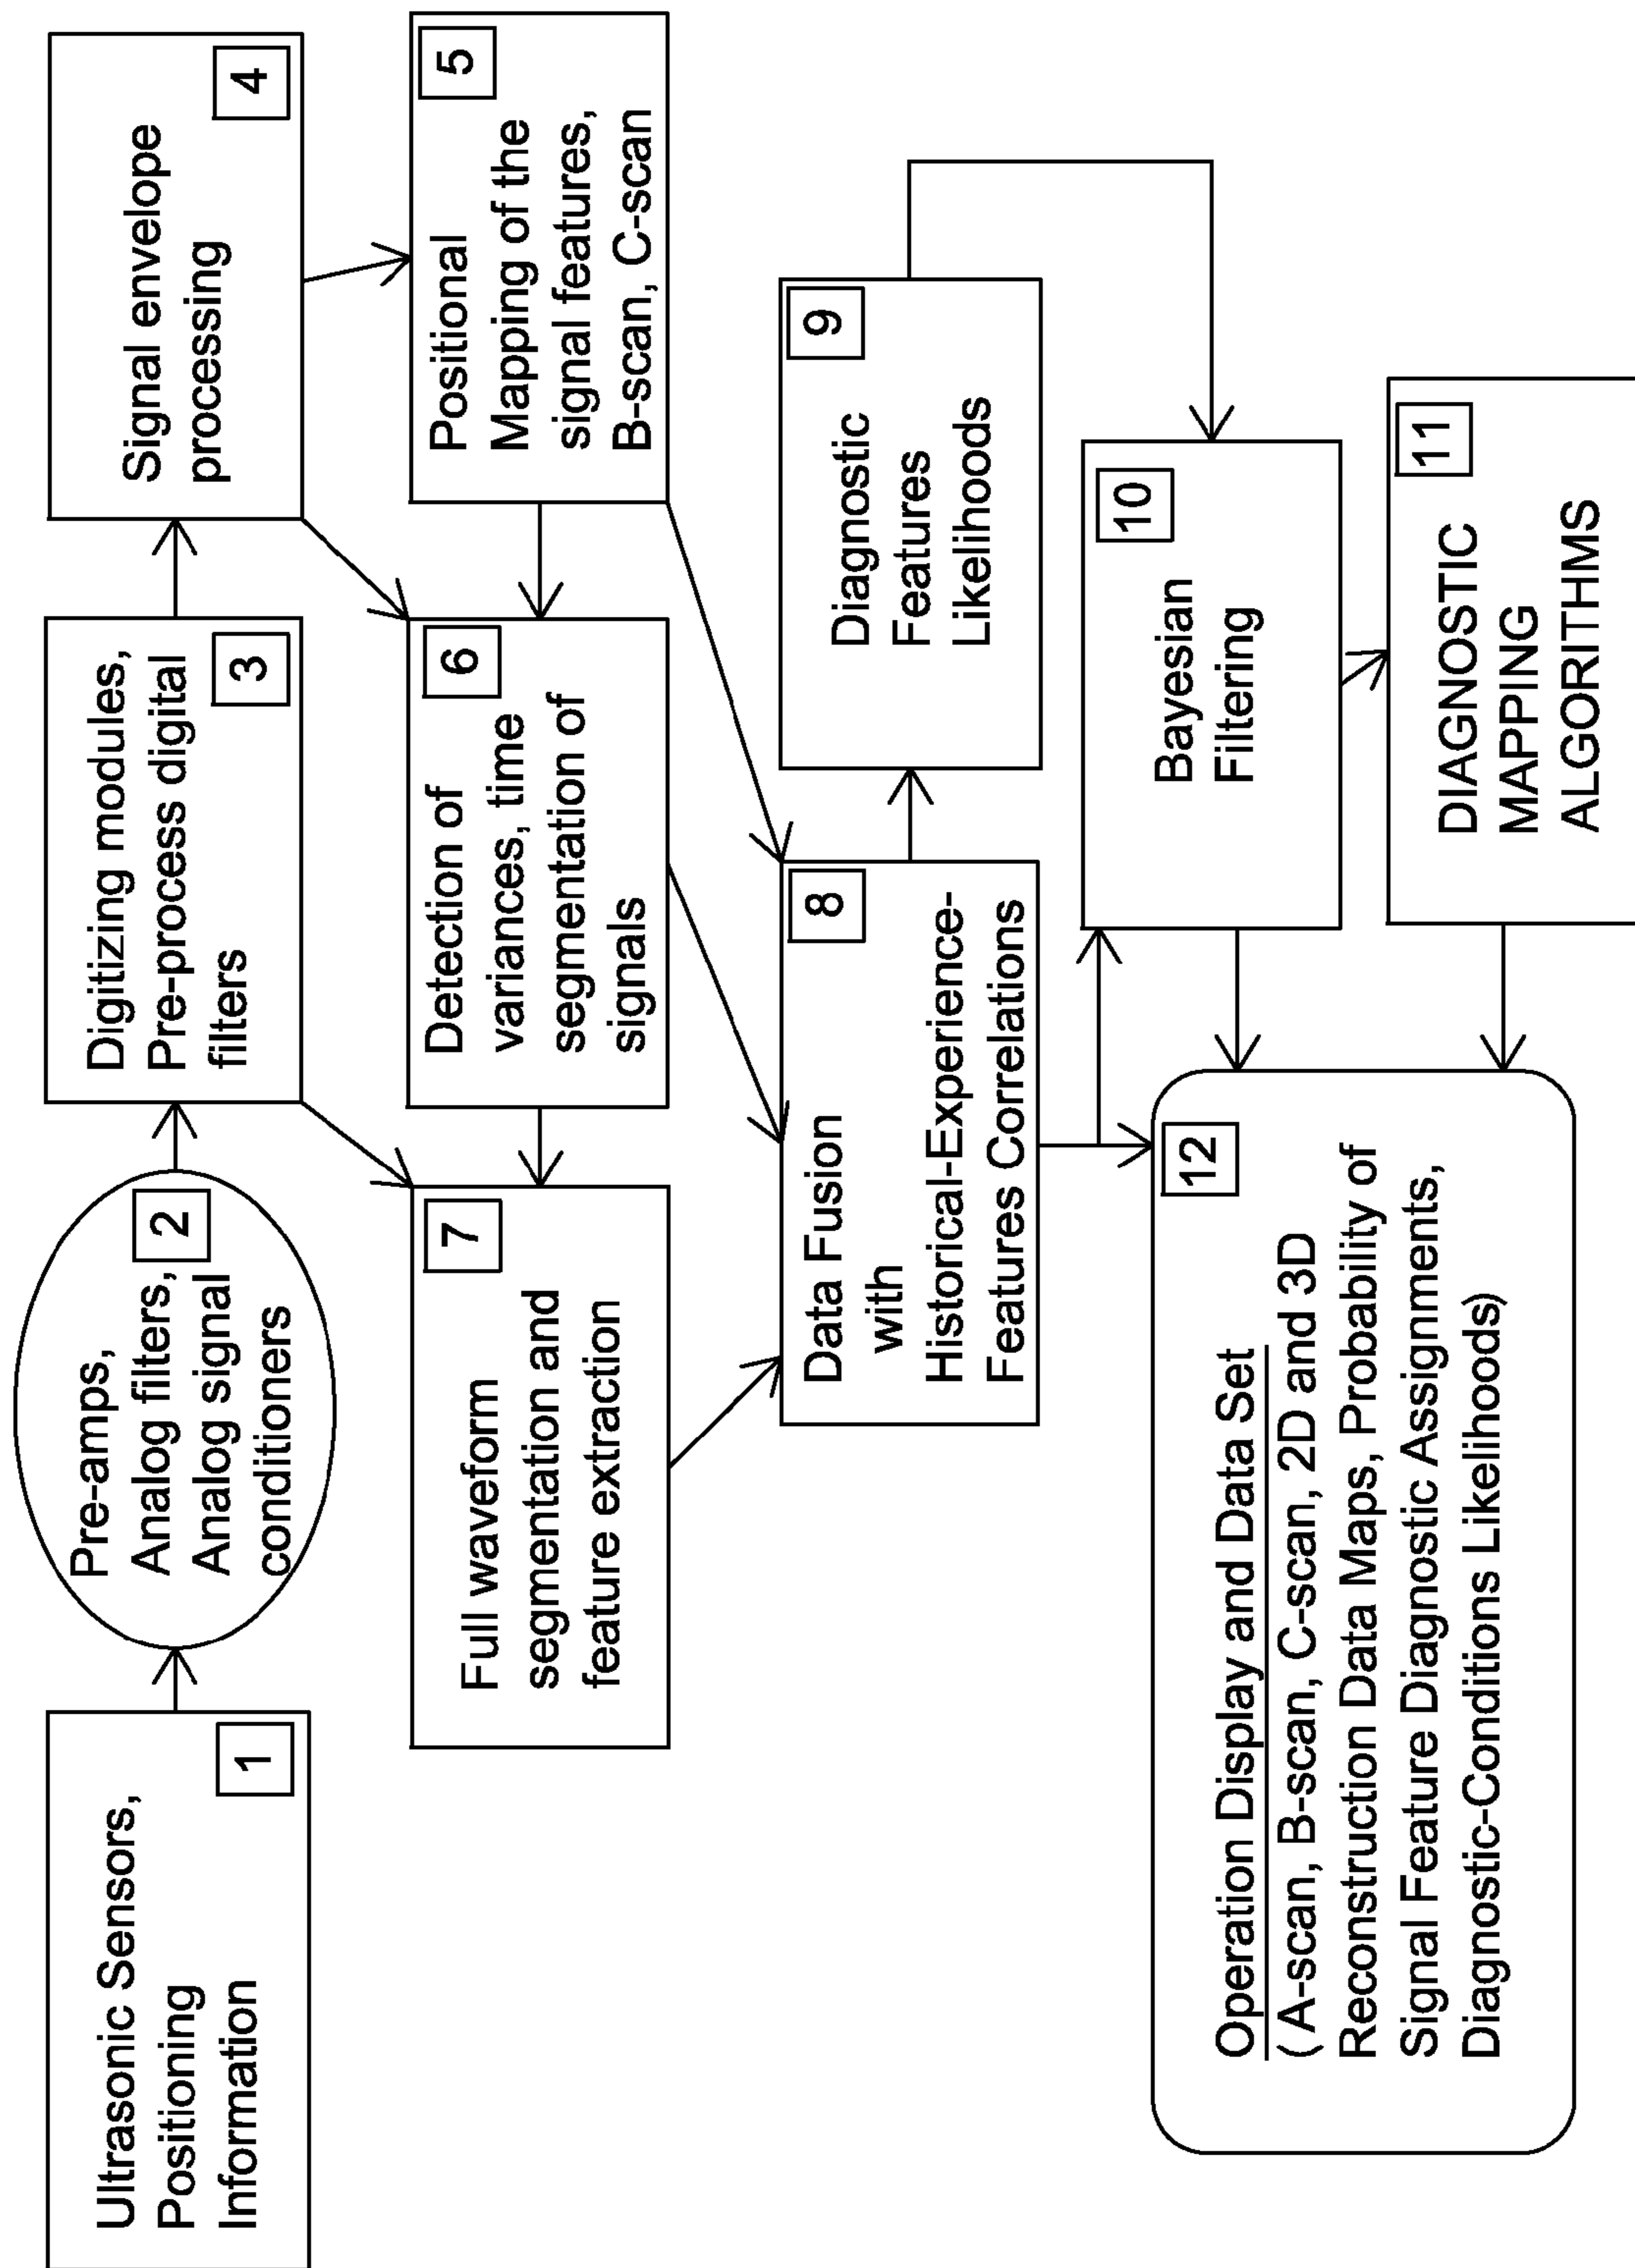 Ultrasonic Sensors,
Positioning
Information
1
Pre-amps,
Analog filters,
Analog signal
conditioners
2
Digitizing modules,
Pre-process digital
filters
3
Signal envelope
processing
4
Positional
Mapping of the
signal features,
B-scan, C-scan
5
Detection of
variances, time
segmentation of
signals
6
Full waveform
segmentation and
feature extraction
7
Data Fusion
with
Historical-Experience-
Features Correlations
8
Diagnostic
Features
Likelihoods
9
Bayesian
Filtering
10
DIAGNOSTIC
MAPPING
ALGORITHMS
11
Operation Display and Data Set
(A-scan, B-scan, C-scan, 2D and 3D
Reconstruction Data Maps, Probability of
Signal Feature Diagnostic Assignments,
Diagnostic-Conditions Likelihoods)
12